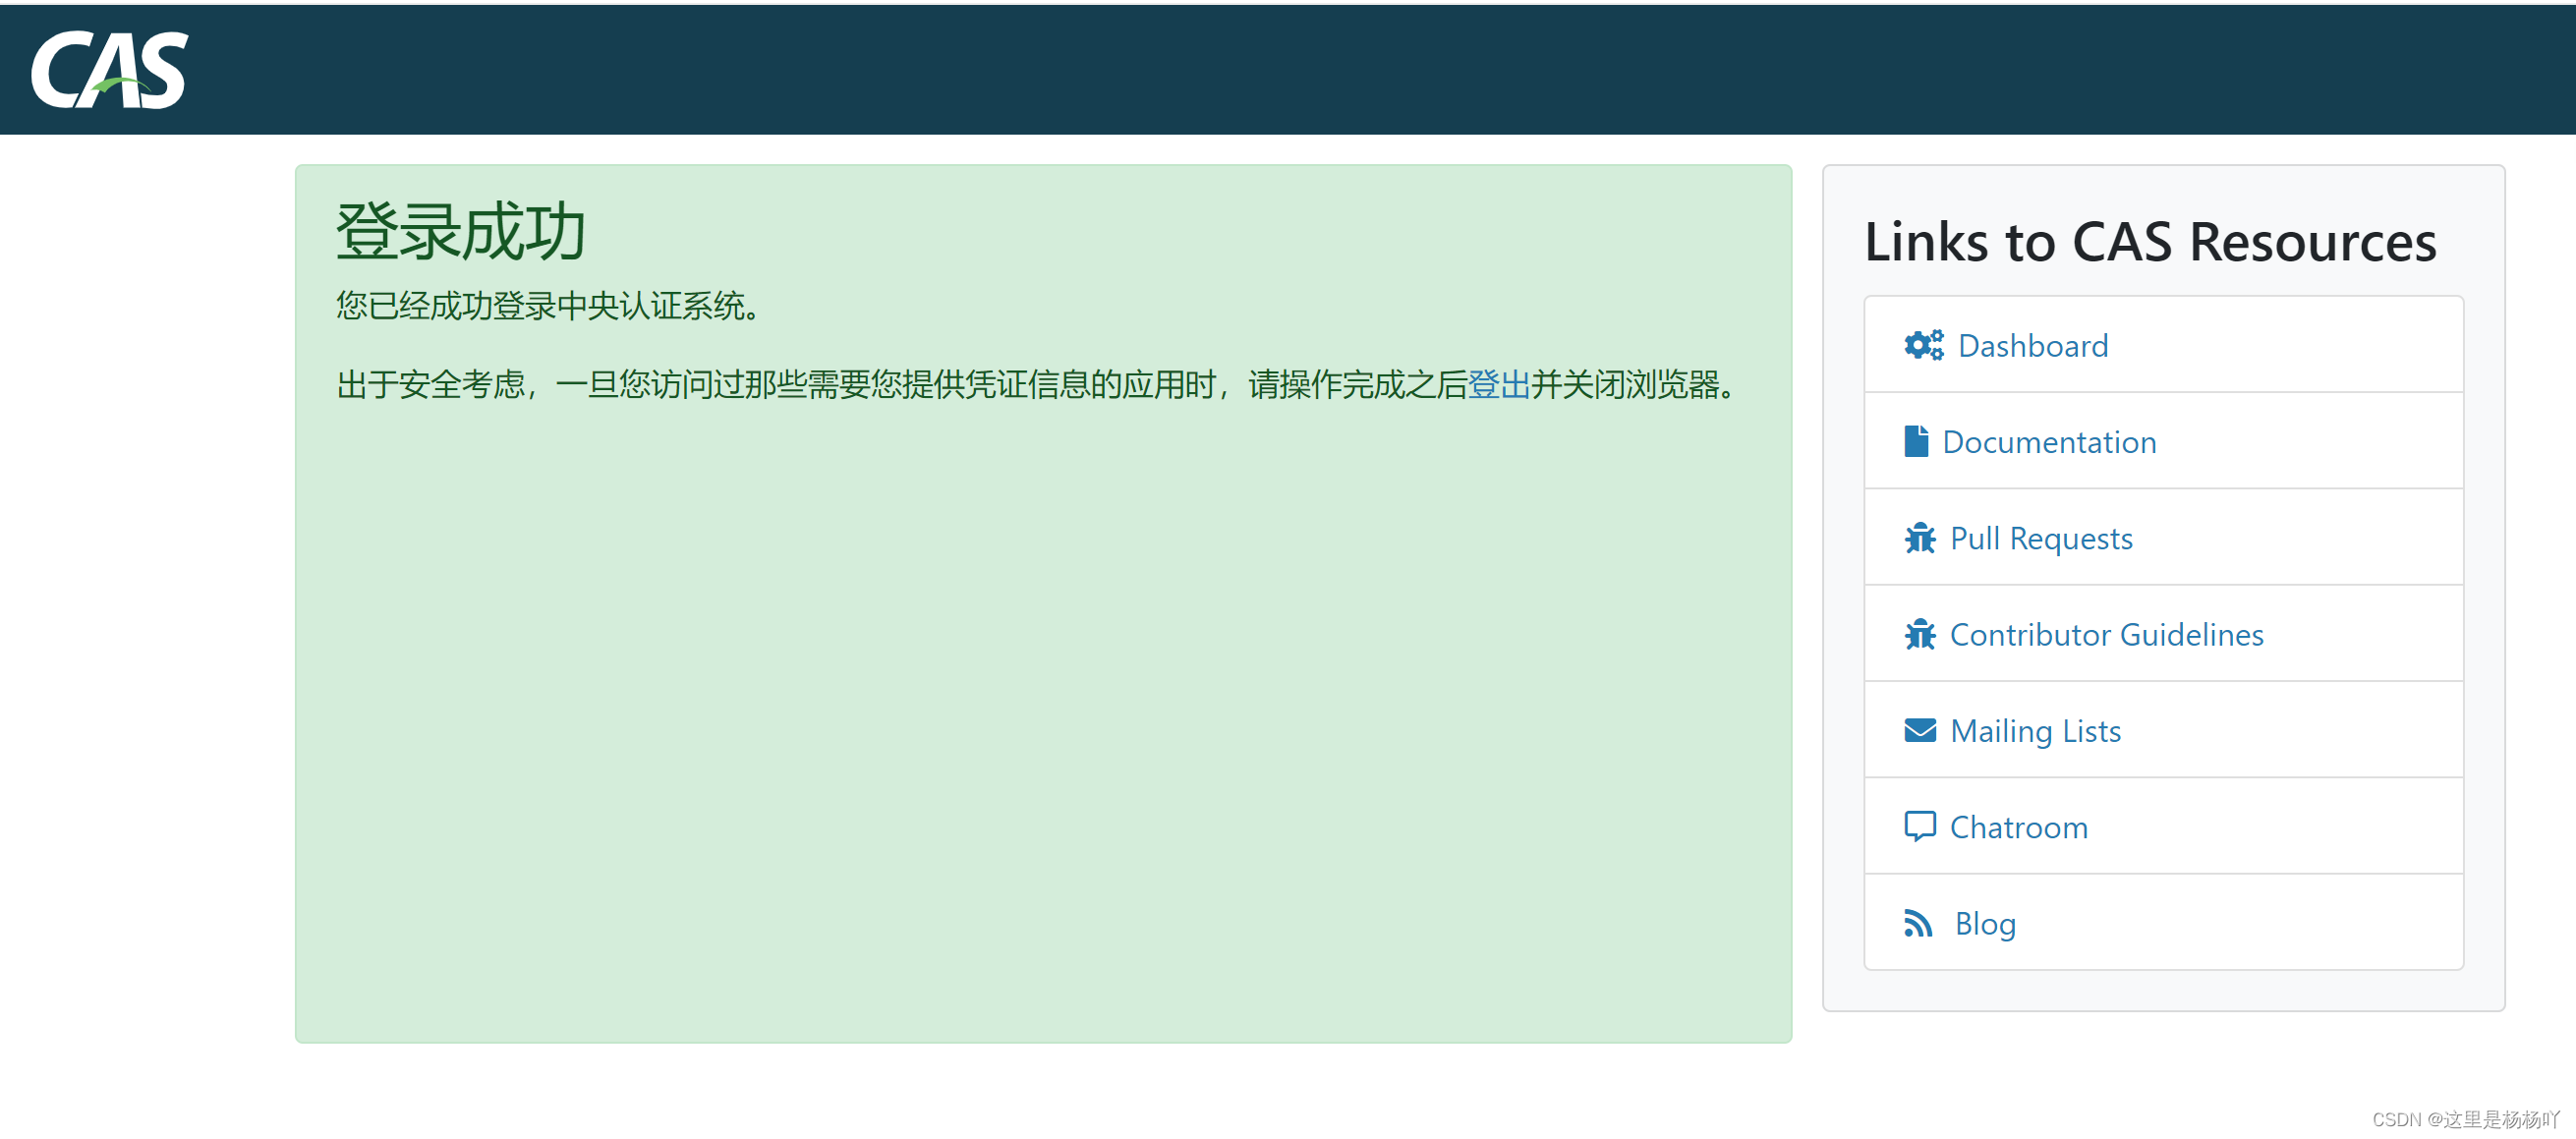 CAS
登录成功
您已经成功登录中央认证系统。
出于安全考虑，一旦您访问过那些需要您提供凭证信息的应用时，请操作完成之后登出并关闭浏览器。
Links to CAS Resources
Dashboard
Documentation
Pull Requests
Contributor Guidelines
Mailing Lists
Chatroom
Blog
CSDN @这里是杨杨吖